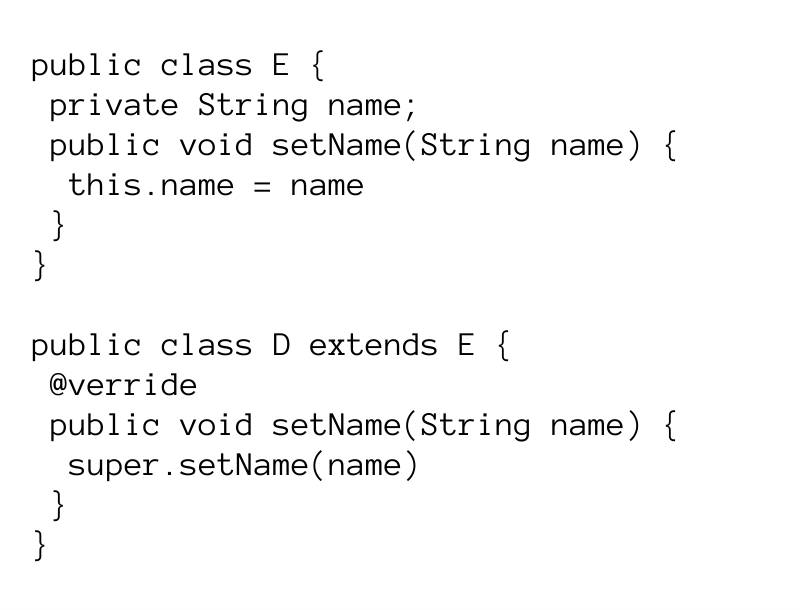 public class E {
 private String name;
 public void setName(String name) {
  this.name = name
 }
}

public class D extends E {
 @verride
 public void setName(String name) {
  super.setName(name)
 }
}